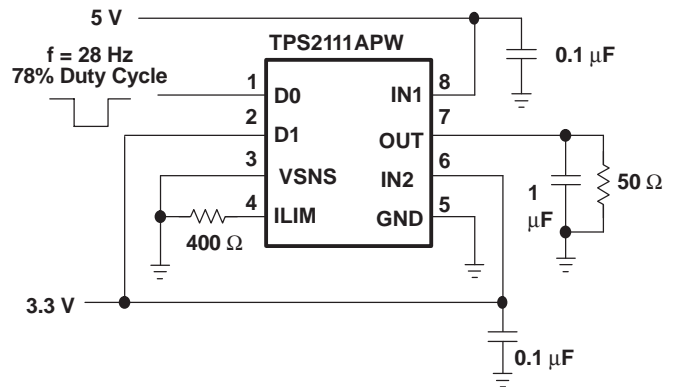 5 V
TPS2111APW
f = 28 Hz
78% Duty Cycle
0.1 µF
1
D0
IN1
8
2
D1
OUT
7
3
VSNS
IN2
6
4
ILIM
GND
5
400 Ω
1
µF
50 Ω
3.3 V
0.1 µF